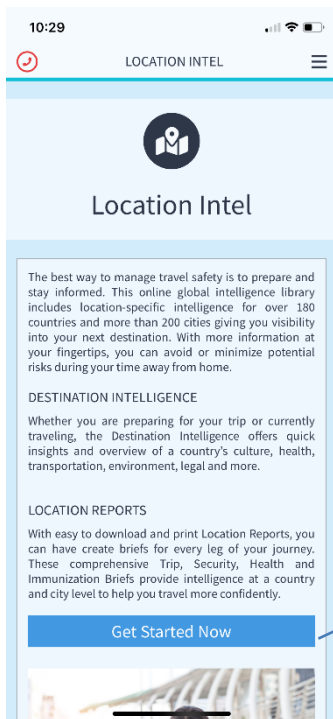 10:29
LOCATION INTEL
Location Intel
The best way to manage travel safety is to prepare and
stay informed. This online global intelligence library
includes location-specific intelligence for over 180
countries and more than 200 cities giving you visibility
into your next destination. With more information at
your fingertips, you can avoid or minimize potential
risks during your time away from home.
DESTINATION INTELLIGENCE
Whether you are preparing for your trip or currently
traveling, the Destination Intelligence offers quick
insights and overview of a country's culture, health,
transportation, environment, legal and more.
LOCATION REPORTS
With easy to download and print Location Reports, you
can have create briefs for every leg of your journey.
These comprehensive Trip, Security, Health and
Immunization Briefs provide intelligence at a country
and city level to help you travel more confidently.
Get Started Now